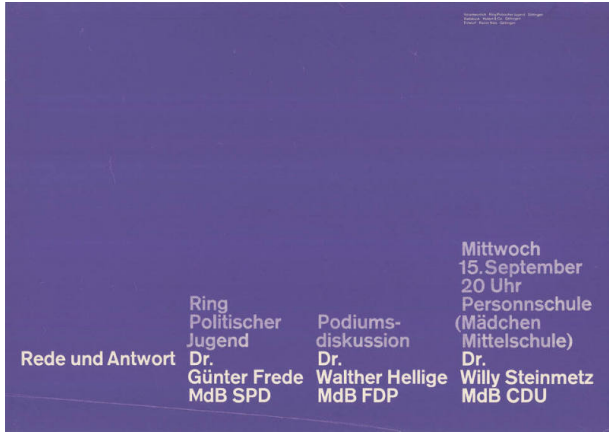 Mittwoch
15. September
20 Uhr
Personnschule
(Mädchen
Mittelschule)
Ring
Politischer
Jugend
Podiums-
diskussion
Rede und Antwort
Dr.
Günter Frede
MdB SPD
Dr.
Walther Hellige
MdB FDP
Dr.
Willy Steinmetz
MdB CDU